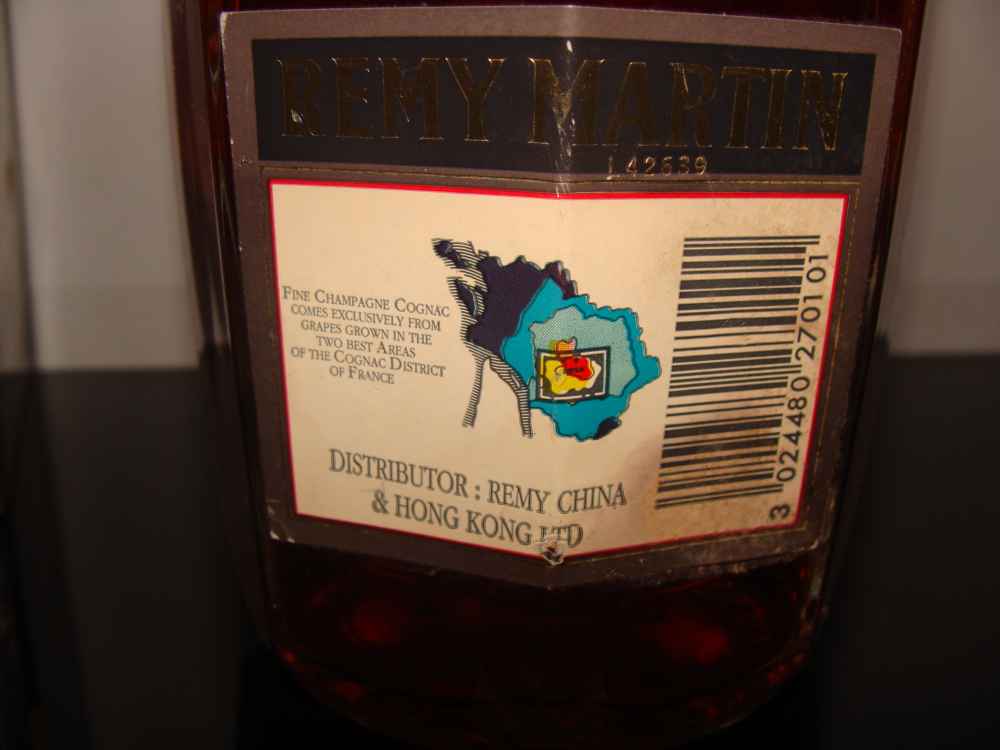 REMY MARTIN
L42639
FINE CHAMPAGNE COGNAC
COMES EXCLUSIVELY FROM
GRAPES GROWN IN THE
TWO BEST AREAS
OF THE COGNAC DISTRICT
OF FRANCE
DISTRIBUTOR : REMY CHINA
& HONG KONG LTD
3 024480 270101